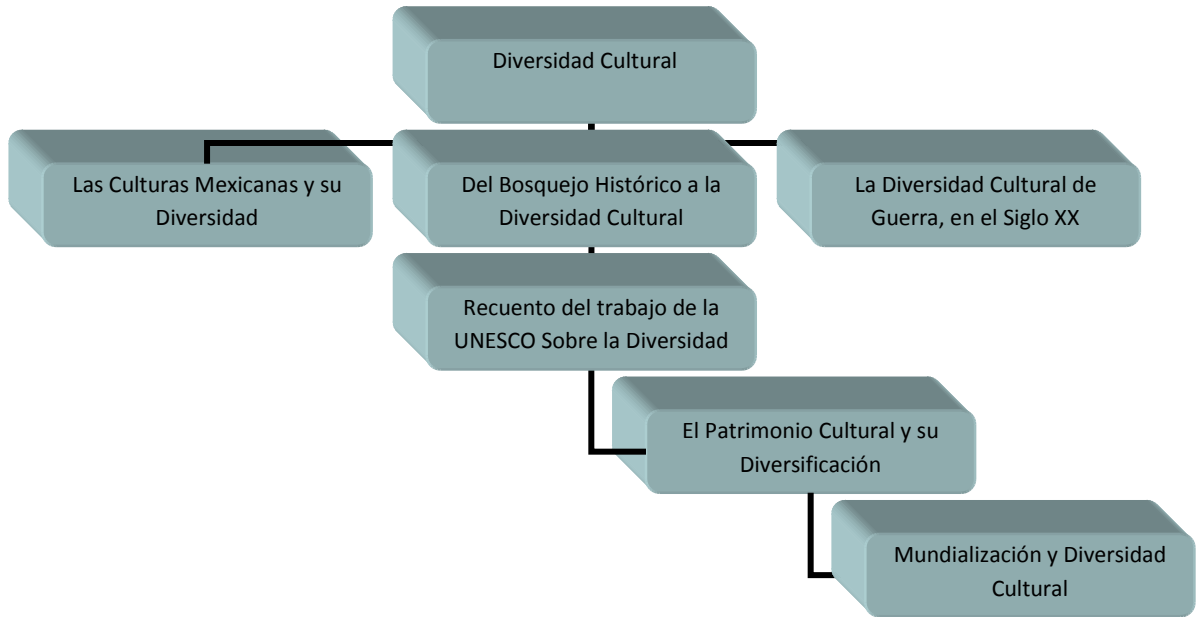 Diversidad Cultural
Las Culturas Mexicanas y su
Diversidad
Del Bosquejo Histórico a la
Diversidad Cultural
La Diversidad Cultural de
Guerra, en el Siglo XX
Recuento del trabajo de la
UNESCO Sobre la Diversidad
El Patrimonio Cultural y su
Diversificación
Mundialización y Diversidad
Cultural